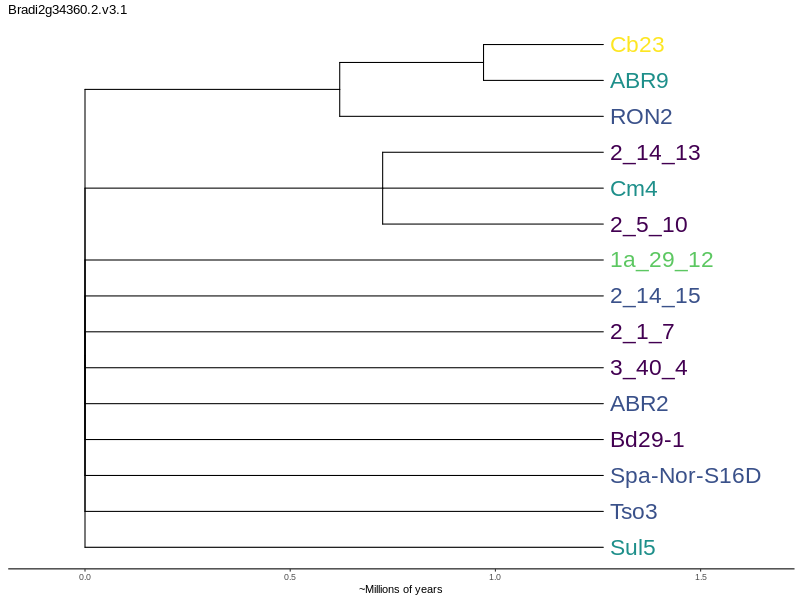 Bradi2g34360.2.v3.1
Cb23
ABR9
RON2
2_14_13
Cm4
2_5_10
1a_29_12
2_14_15
2_1_7
3_40_4
ABR2
Bd29-1
Spa-Nor-S16D
Tso3
Sul5
0.0 0.5 1.0 1.5
~Millions of years